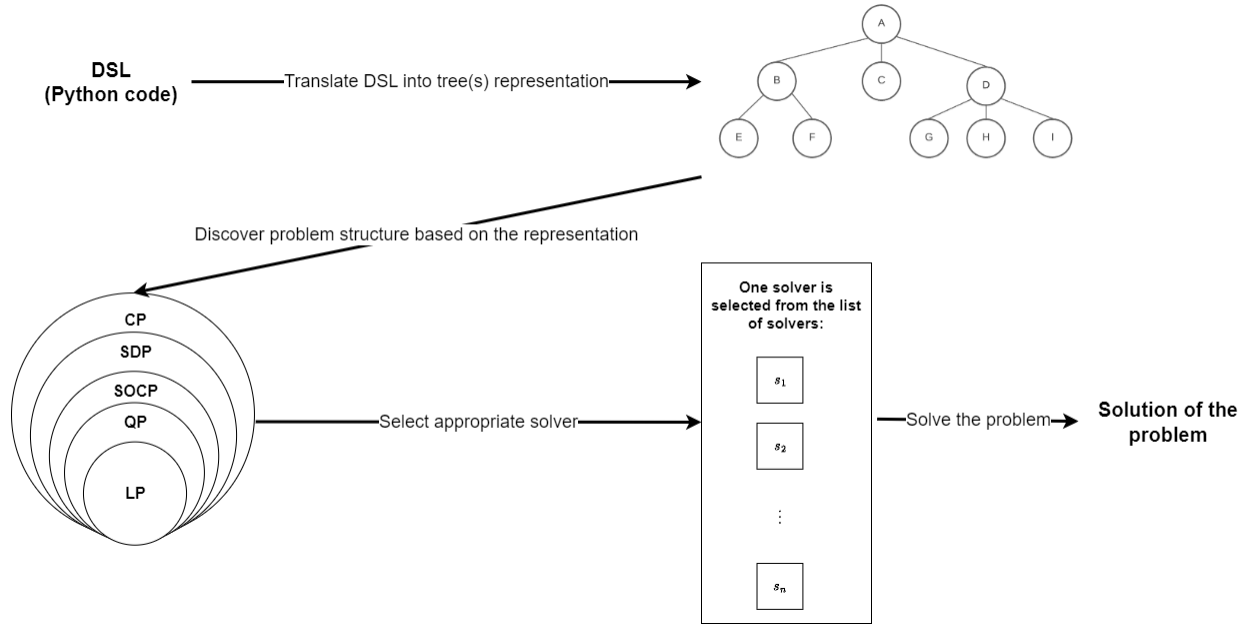 DSL
(Python code)
Translate DSL into tree(s) representation
A
B
C
D
E
F
G
H
I
Discover problem structure based on the representation
CP
SDP
SOCP
QP
LP
Select appropriate solver
One solver is
selected from the list
of solvers:
s₁
s₂
⋮
sₙ
Solve the problem
Solution of the
problem